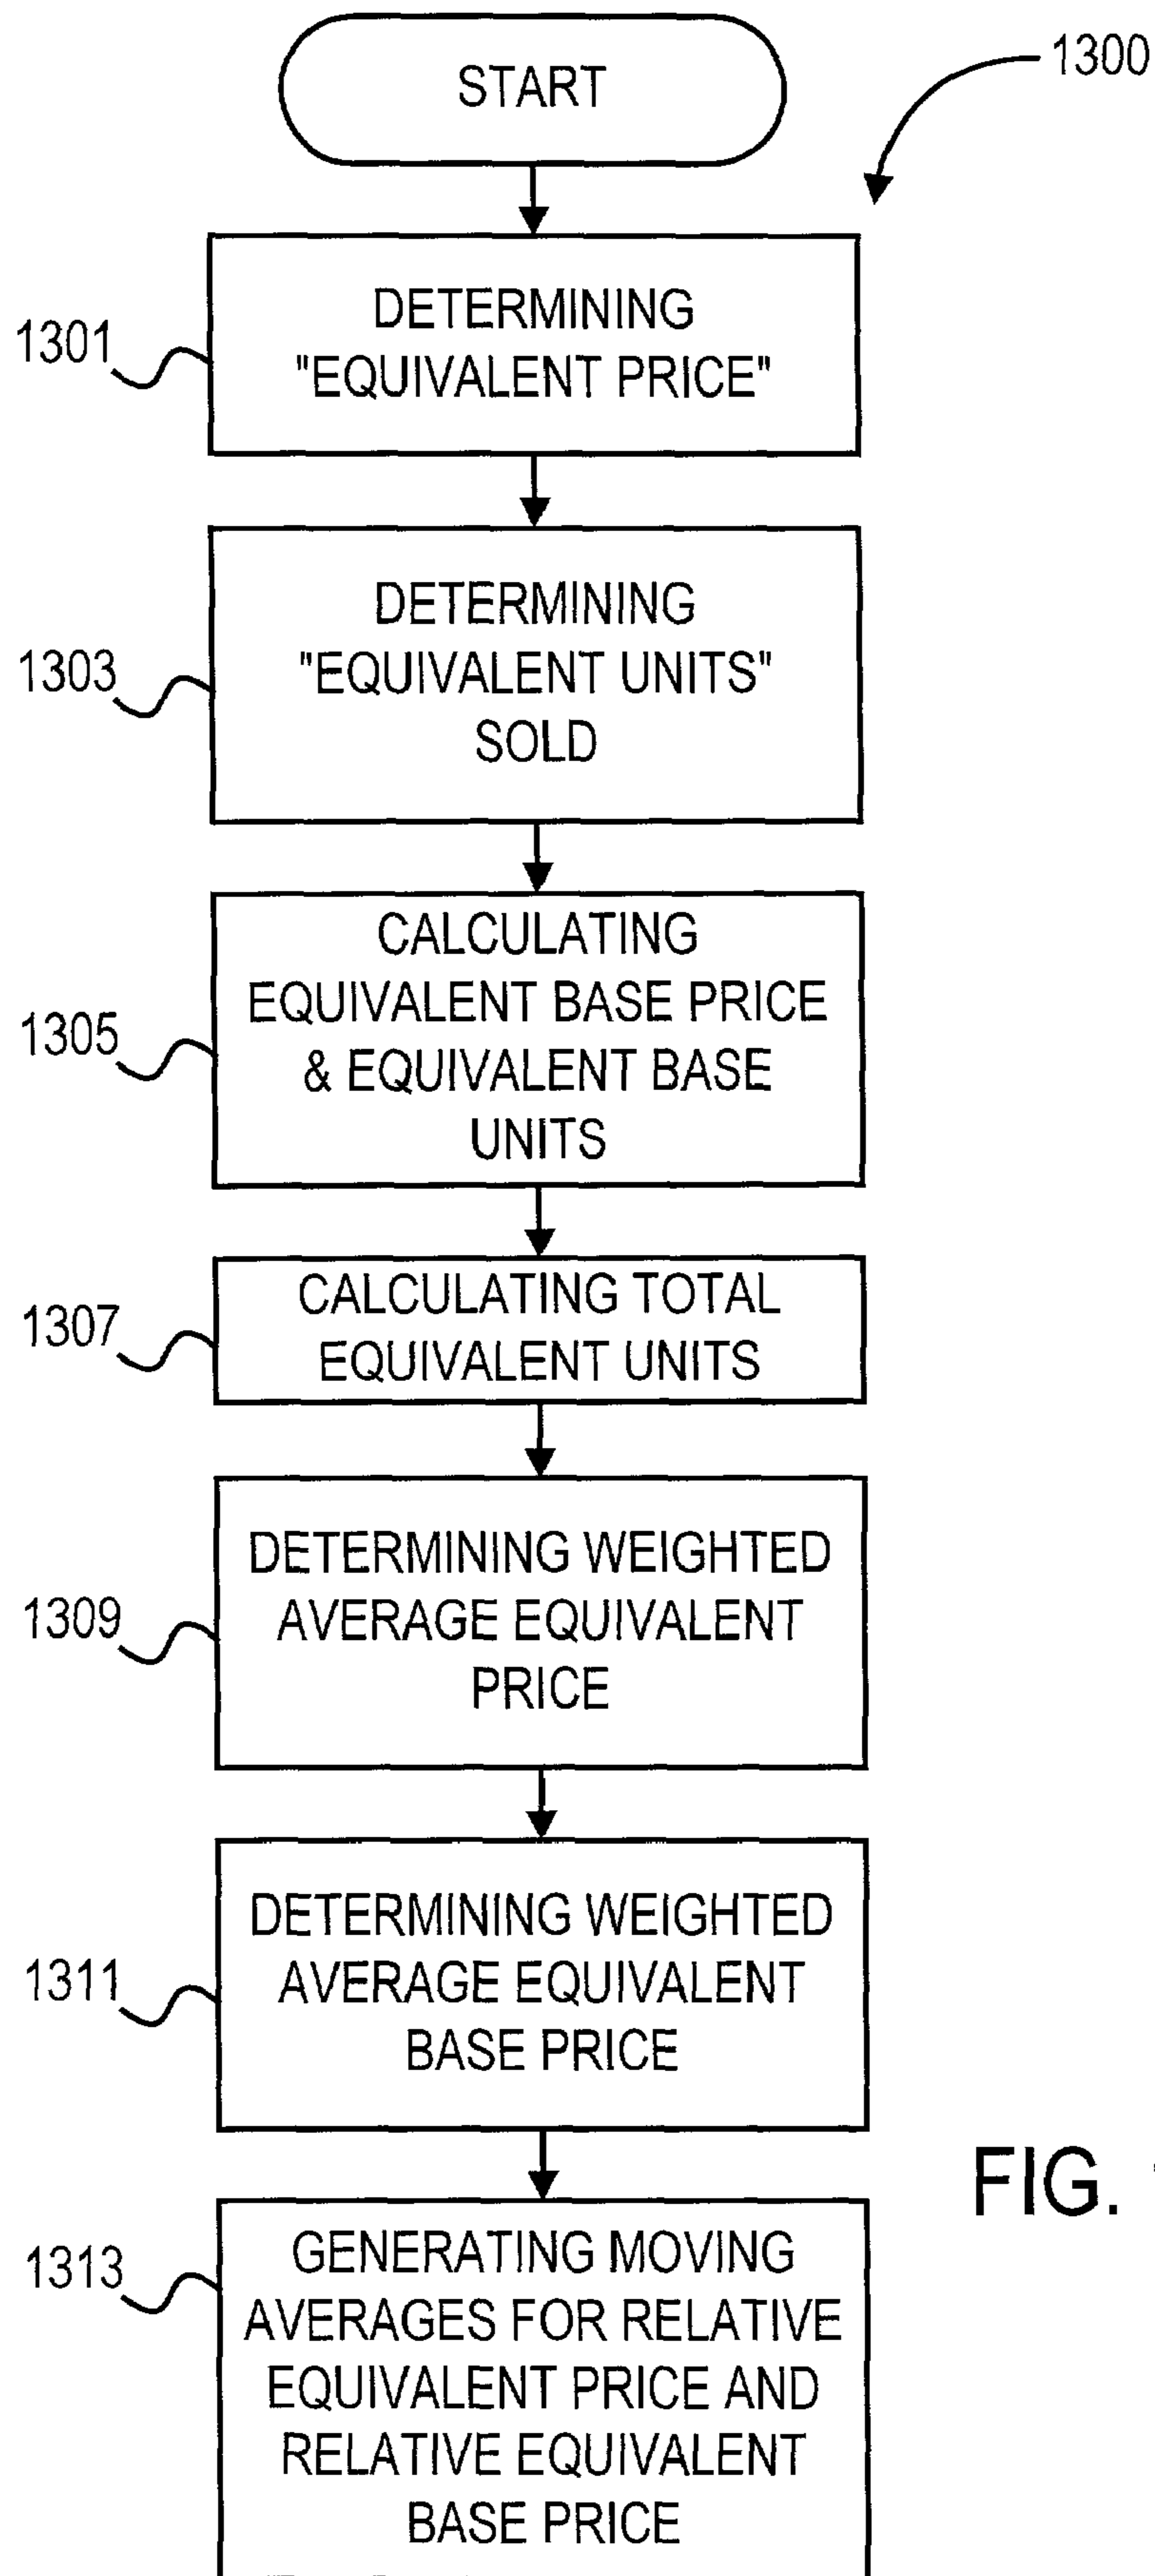 START
1300
DETERMINING
"EQUIVALENT PRICE"
1301
DETERMINING
"EQUIVALENT UNITS"
SOLD
1303
CALCULATING
EQUIVALENT BASE PRICE
& EQUIVALENT BASE
UNITS
1305
CALCULATING TOTAL
EQUIVALENT UNITS
1307
DETERMINING WEIGHTED
AVERAGE EQUIVALENT
PRICE
1309
DETERMINING WEIGHTED
AVERAGE EQUIVALENT
BASE PRICE
1311
GENERATING MOVING
AVERAGES FOR RELATIVE
EQUIVALENT PRICE AND
RELATIVE EQUIVALENT
BASE PRICE
1313
FIG.